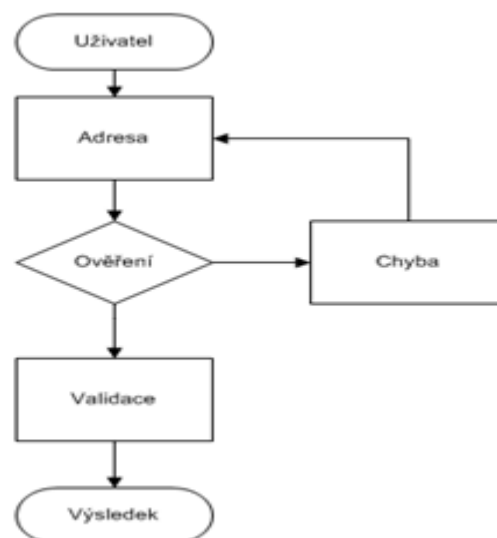 Uživatel
Adresa
Ověření
Chyba
Validace
Výsledek